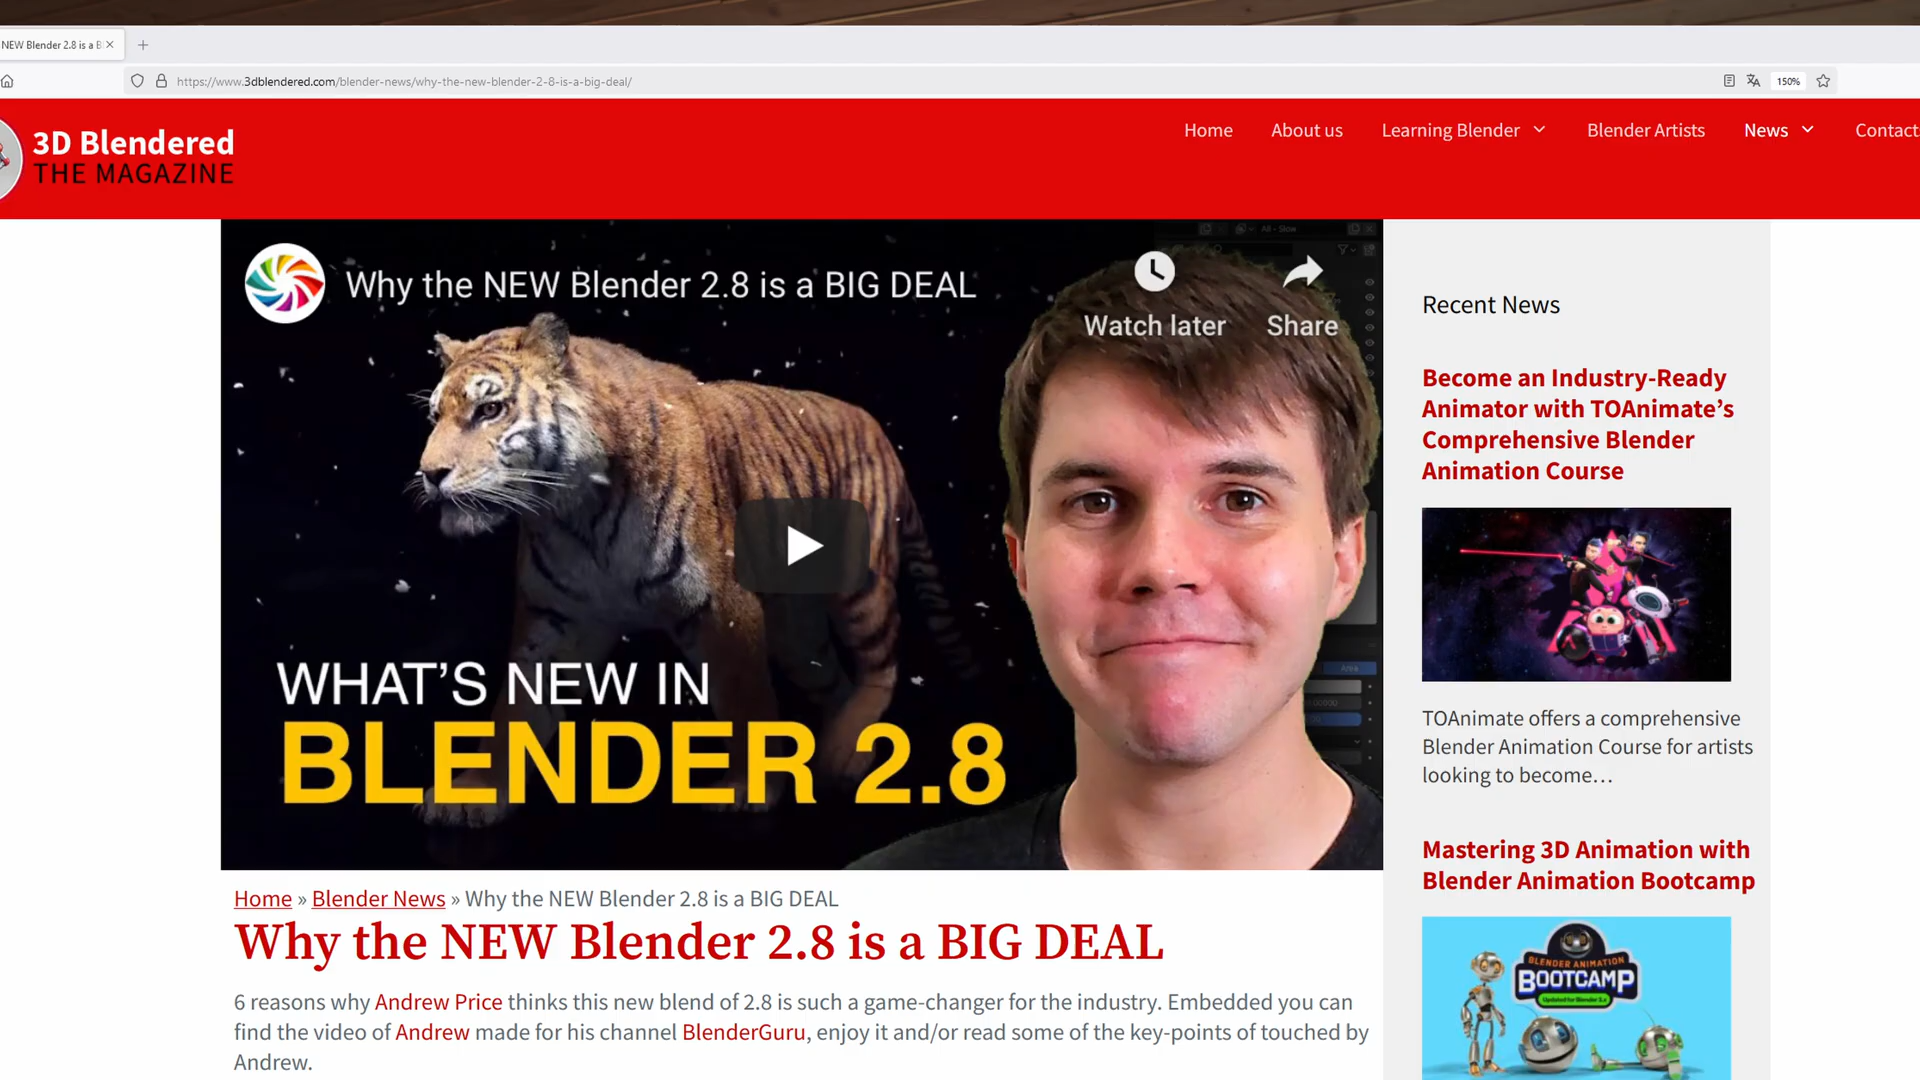 NEW Blender 2.8 is a B
https://www.3dblendered.com/blender-news/why-the-new-blender-2-8-is-a-big-deal/
150%
3D Blendered
THE MAGAZINE
Home
About us
Learning Blender
Blender Artists
News
Contact
Why the NEW Blender 2.8 is a BIG DEAL
Watch later
Share
All - Slow
Area
WHAT'S NEW IN
BLENDER 2.8
Home » Blender News » Why the NEW Blender 2.8 is a BIG DEAL
Why the NEW Blender 2.8 is a BIG DEAL
6 reasons why Andrew Price thinks this new blend of 2.8 is such a game-changer for the industry. Embedded you can
find the video of Andrew made for his channel BlenderGuru, enjoy it and/or read some of the key-points of touched by
Andrew.
Recent News
Become an Industry-Ready
Animator with TOAnimate's
Comprehensive Blender
Animation Course
TOAnimate offers a comprehensive
Blender Animation Course for artists
looking to become…
Mastering 3D Animation with
Blender Animation Bootcamp
BLENDER ANIMATION
BOOTCAMP